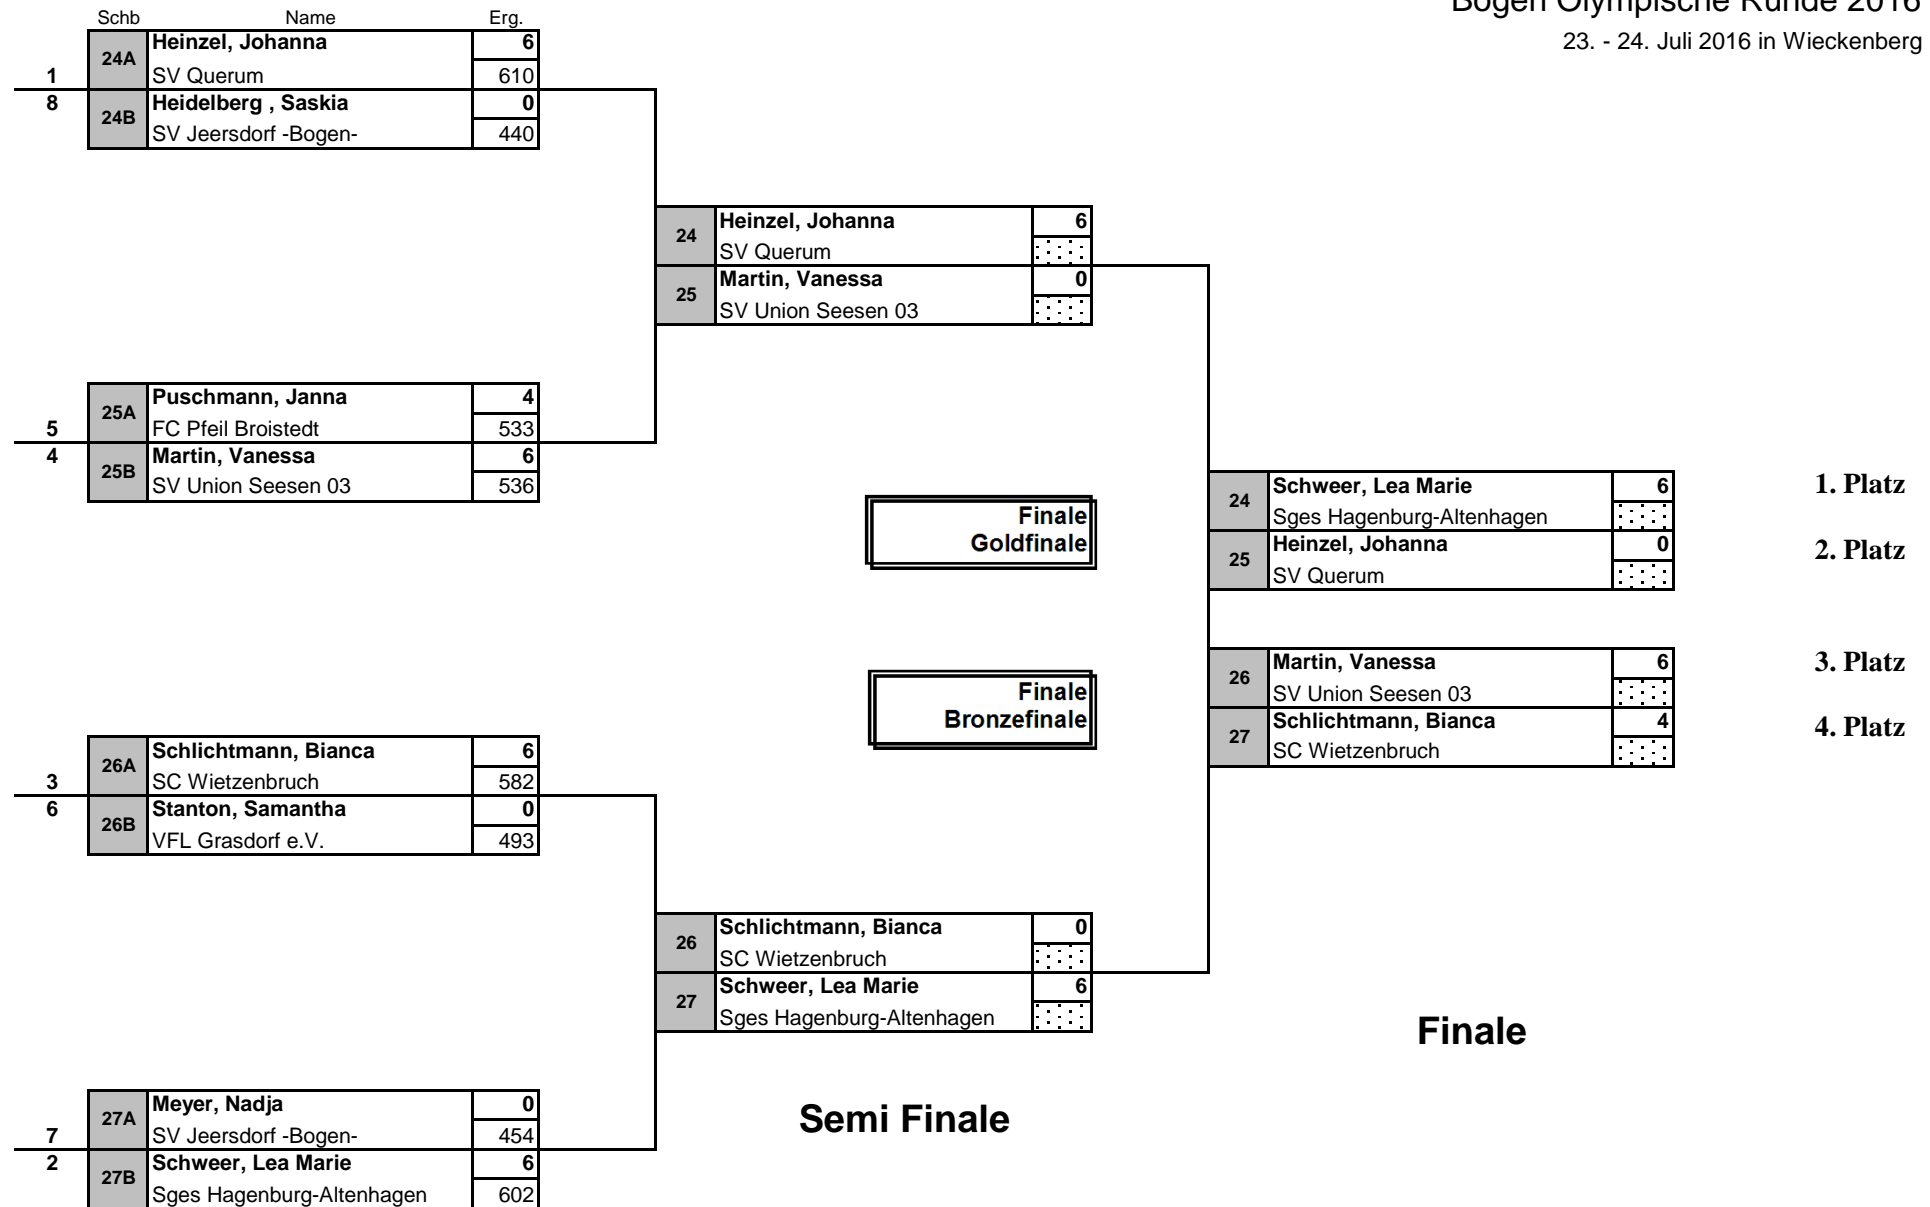 Bogen Olympische Runde 2016
23. - 24. Juli 2016 in Wieckenberg
Schb Name Erg.
24A Heinzel, Johanna 6
1 SV Querum 610
8 24B Heidelberg , Saskia 0
SV Jeersdorf -Bogen- 440
24 Heinzel, Johanna 6
SV Querum
25 Martin, Vanessa 0
SV Union Seesen 03
25A Puschmann, Janna 4
5 FC Pfeil Broistedt 533
4 25B Martin, Vanessa 6
SV Union Seesen 03 536
Finale
Goldfinale
24 Schweer, Lea Marie 6 1. Platz
Sges Hagenburg-Altenhagen
25 Heinzel, Johanna 0 2. Platz
SV Querum
Finale
Bronzefinale
26 Martin, Vanessa 6 3. Platz
SV Union Seesen 03
27 Schlichtmann, Bianca 4 4. Platz
SC Wietzenbruch
26A Schlichtmann, Bianca 6
3 SC Wietzenbruch 582
6 26B Stanton, Samantha 0
VFL Grasdorf e.V. 493
26 Schlichtmann, Bianca 0
SC Wietzenbruch
27 Schweer, Lea Marie 6
Sges Hagenburg-Altenhagen
Finale
Semi Finale
27A Meyer, Nadja 0
7 SV Jeersdorf -Bogen- 454
2 27B Schweer, Lea Marie 6
Sges Hagenburg-Altenhagen 602